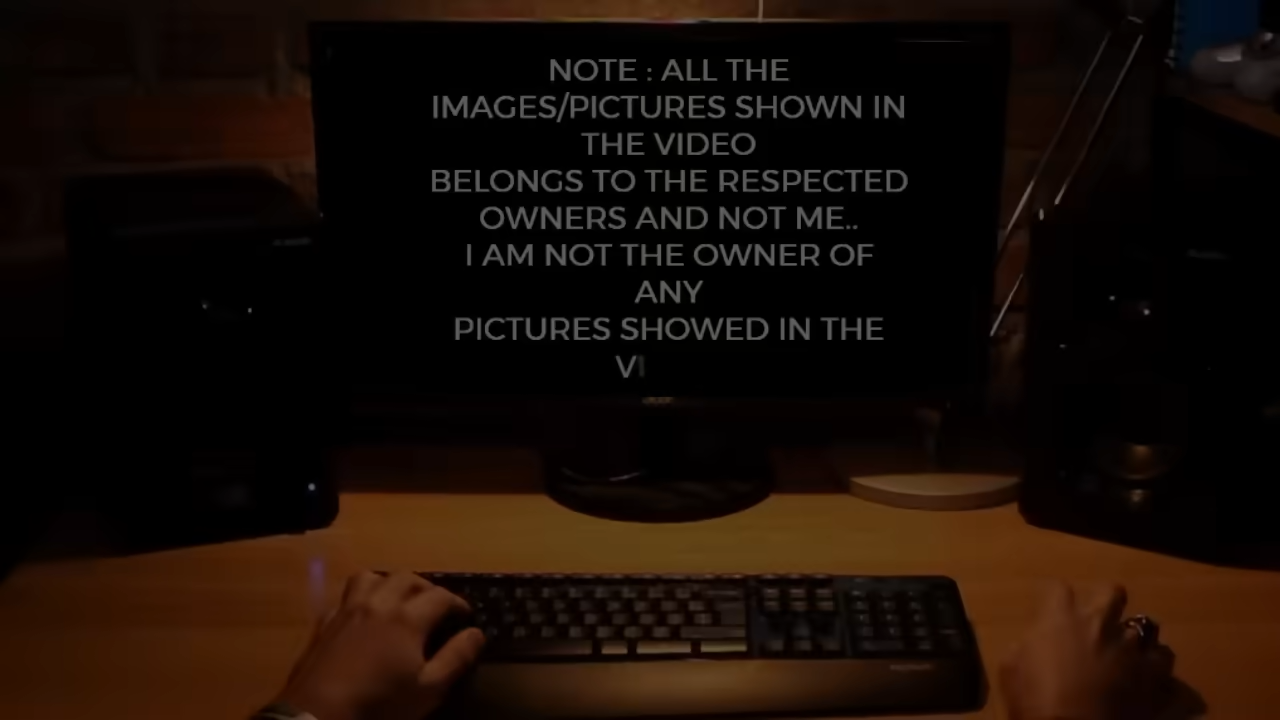 NOTE : ALL THE
IMAGES/PICTURES SHOWN IN
THE VIDEO
BELONGS TO THE RESPECTED
OWNERS AND NOT ME..
I AM NOT THE OWNER OF
ANY
PICTURES SHOWED IN THE
VI